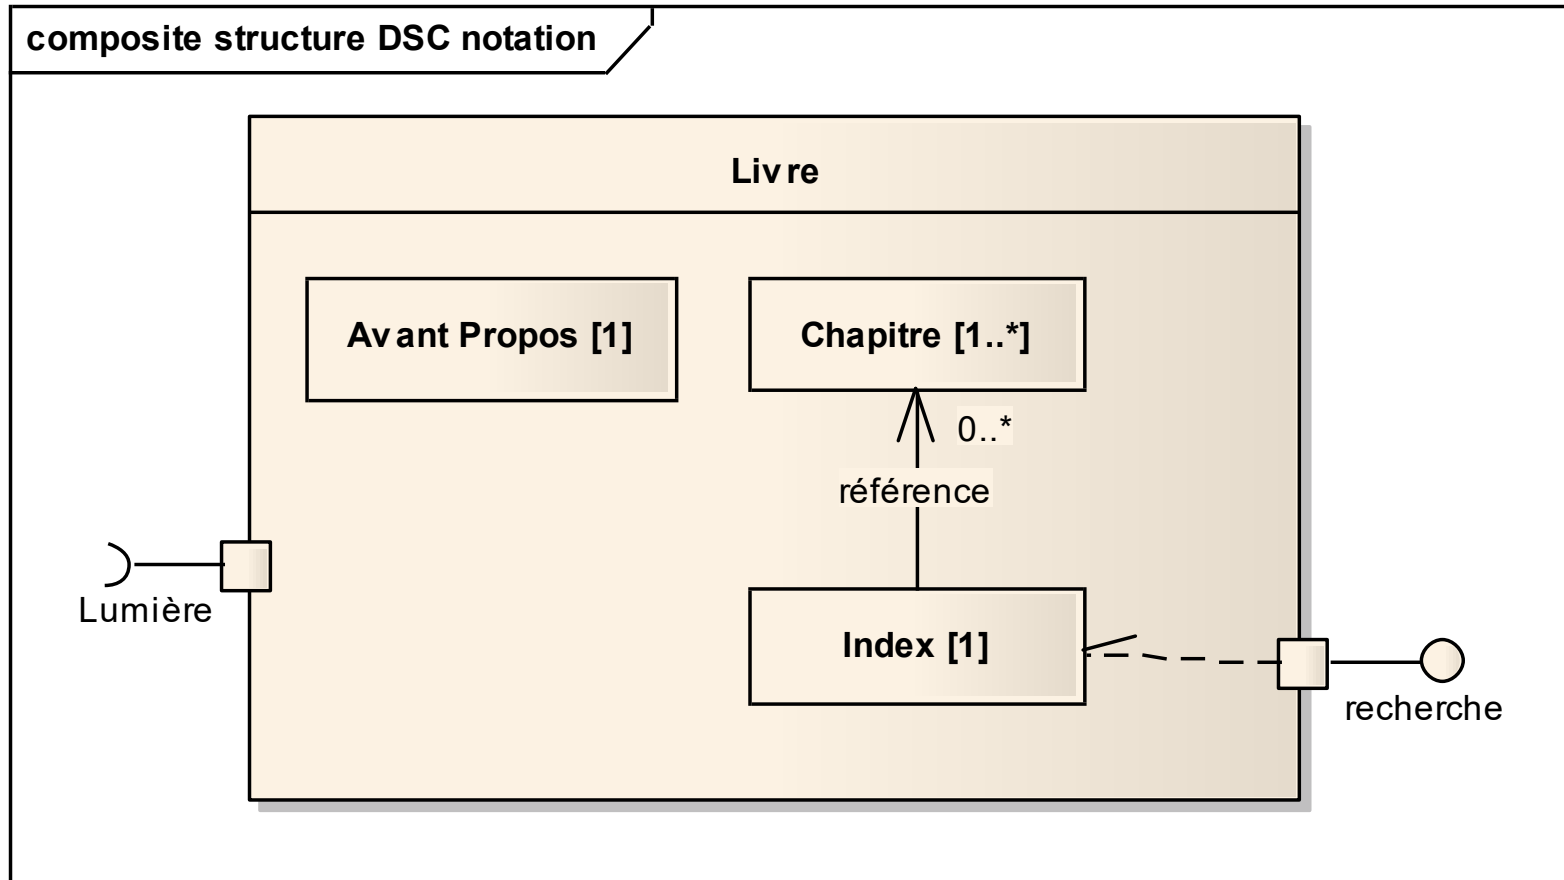 composite structure DSC notation
Livre
Avant Propos [1]
Chapitre [1..*]
0..*
référence
Lumière
Index [1]
recherche